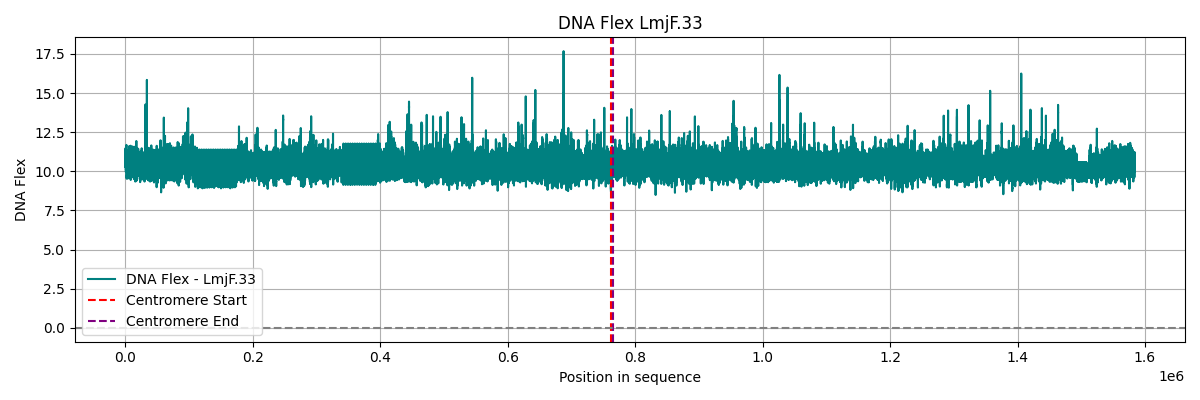 DNA Flex LmjF.33
17.5
15.0
12.5
10.0
7.5
5.0
2.5
0.0
DNA Flex
DNA Flex - LmjF.33
Centromere Start
Centromere End
0.0 0.2 0.4 0.6 0.8 1.0 1.2 1.4 1.6
1e6
Position in sequence